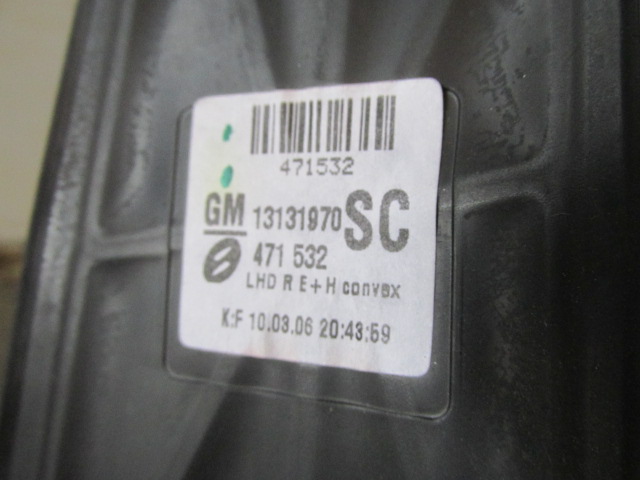 471532
GM 13131970 SC
471 532
LHD R E+H convex
K:F 10.03.06 20:43:59